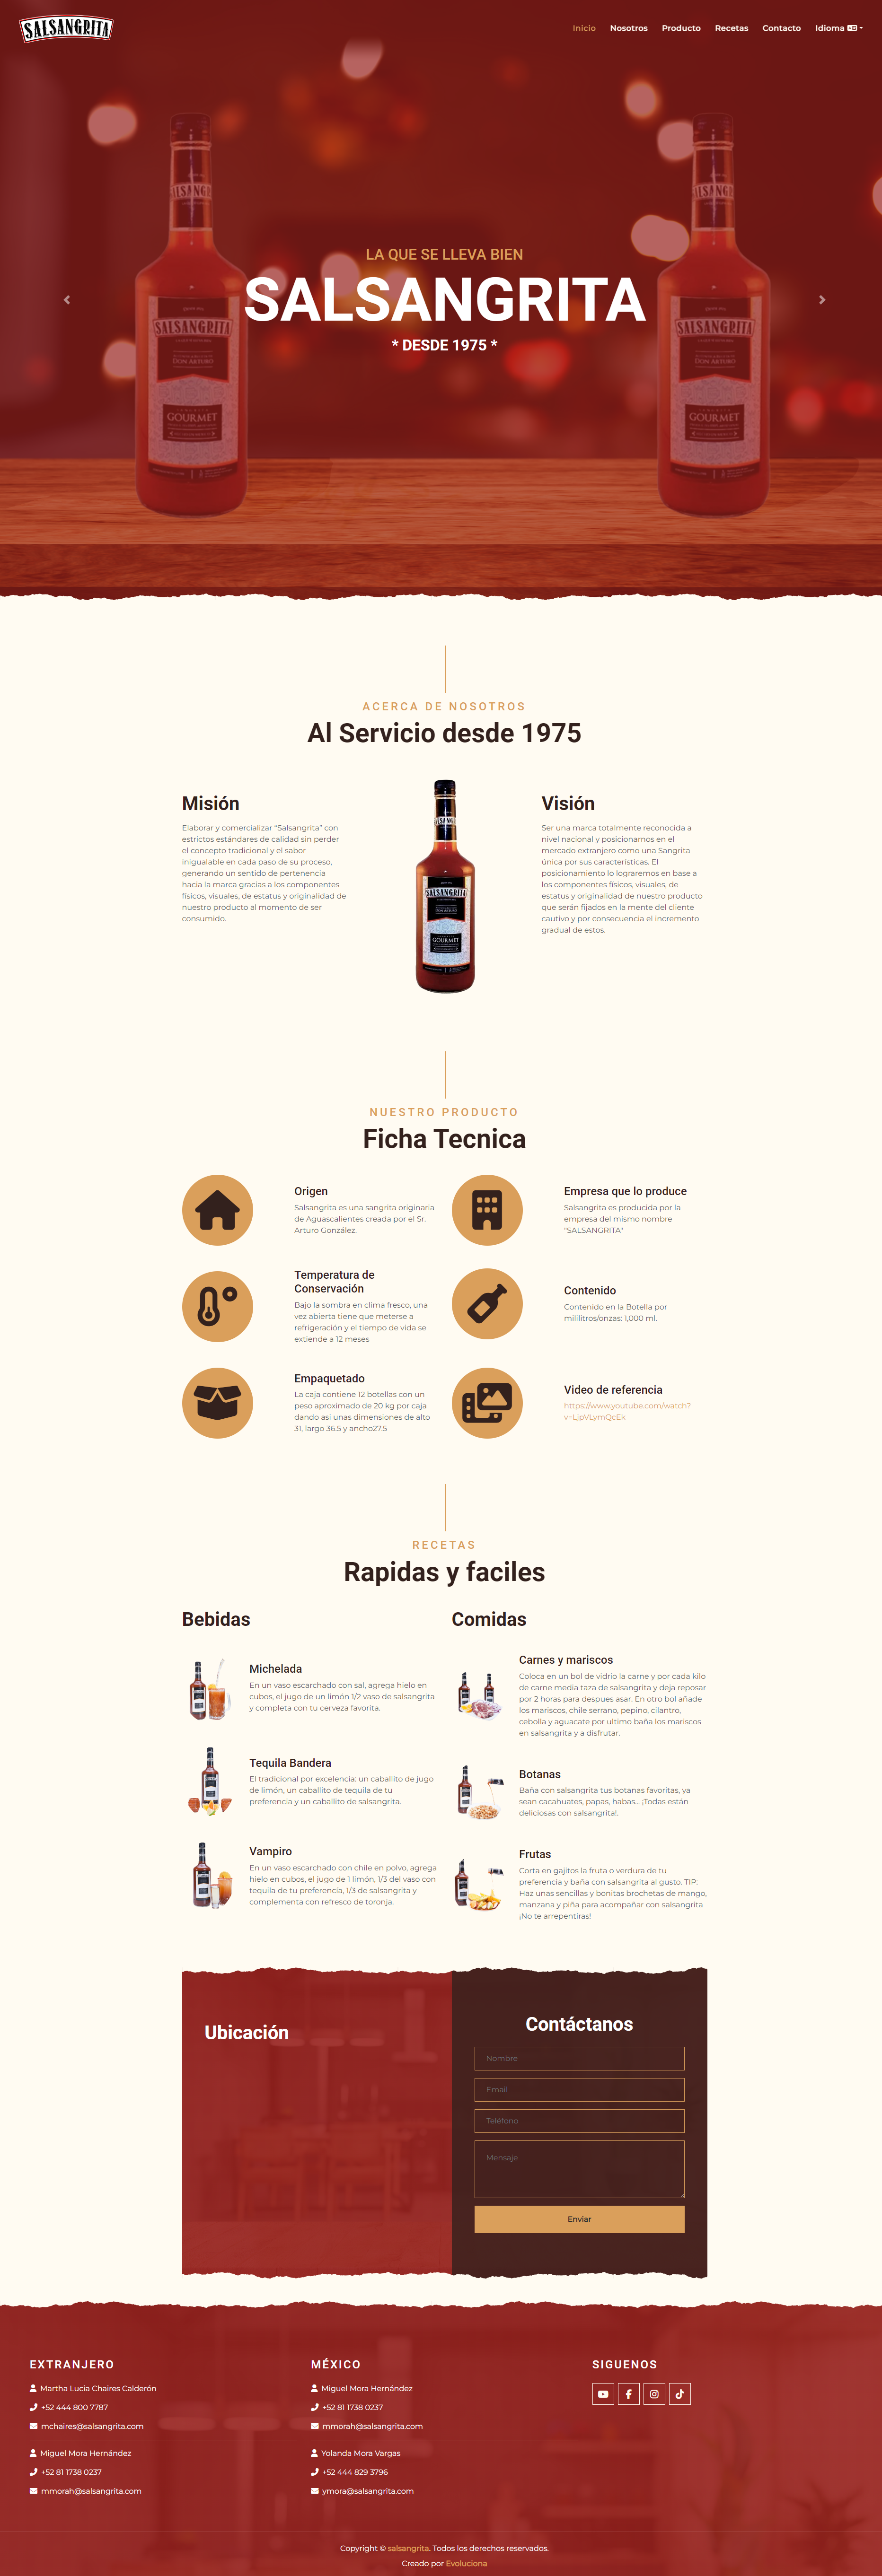 SALSANGRITA
Inicio
Nosotros
Producto
Recetas
Contacto
Idioma
LA QUE SE LLEVA BIEN
SALSANGRITA
* DESDE 1975 *
SALSANGRITA
DON ARTURO
GOURMET
SALSANGRITA
DON ARTURO
GOURMET
ACERCA DE NOSOTROS
Al Servicio desde 1975
Misión
Elaborar y comercializar “Salsangrita” con
estrictos estándares de calidad sin perder
el concepto tradicional y el sabor
inigualable en cada paso de su proceso,
generando un sentido de pertenencia
hacia la marca gracias a los componentes
físicos, visuales, de estatus y originalidad de
nuestro producto al momento de ser
consumido.
SALSANGRITA
DON ARTURO
GOURMET
Visión
Ser una marca totalmente reconocida a
nivel nacional y posicionarnos en el
mercado extranjero como una Sangrita
única por sus características. El
posicionamiento lo lograremos en base a
los componentes físicos, visuales, de
estatus y originalidad de nuestro producto
que serán fijados en la mente del cliente
cautivo y por consecuencia el incremento
gradual de estos.
NUESTRO PRODUCTO
Ficha Tecnica
Origen
Salsangrita es una sangrita originaria
de Aguascalientes creada por el Sr.
Arturo González.
Empresa que lo produce
Salsangrita es producida por la
empresa del mismo nombre
"SALSANGRITA"
Temperatura de
Conservación
Bajo la sombra en clima fresco, una
vez abierta tiene que meterse a
refrigeración y el tiempo de vida se
extiende a 12 meses
Contenido
Contenido en la Botella por
mililitros/onzas: 1,000 ml.
Empaquetado
La caja contiene 12 botellas con un
peso aproximado de 20 kg por caja
dando así unas dimensiones de alto
31, largo 36.5 y ancho27.5
Video de referencia
https://www.youtube.com/watch?
v=LjpVLymQcEk
RECETAS
Rapidas y faciles
Bebidas
Michelada
En un vaso escarchado con sal, agrega hielo en
cubos, el jugo de un limón 1/2 vaso de salsangrita
y completa con tu cerveza favorita.
Tequila Bandera
El tradicional por excelencia: un caballito de jugo
de limón, un caballito de tequila de tu
preferencia y un caballito de salsangrita.
Vampiro
En un vaso escarchado con chile en polvo, agrega
hielo en cubos, el jugo de 1 limón, 1/3 del vaso con
tequila de tu preferencia, 1/3 de salsangrita y
complementa con refresco de toronja.
Comidas
Carnes y mariscos
Coloca en un bol de vidrio la carne y por cada kilo
de carne media taza de salsangrita y deja reposar
por 2 horas para despues asar. En otro bol añade
los mariscos, chile serrano, pepino, cilantro,
cebolla y aguacate por ultimo baña los mariscos
en salsangrita y a disfrutar.
Botanas
Baña con salsangrita tus botanas favoritas, ya
sean cacahuates, papas, habas... ¡Todas están
deliciosas con salsangrita!.
Frutas
Corta en gajitos la fruta o verdura de tu
preferencia y baña con salsangrita al gusto. TIP:
Haz unas sencillas y bonitas brochetas de mango,
manzana y piña para acompañar con salsangrita
¡No te arrepentiras!
Ubicación
Contáctanos
Nombre
Email
Teléfono
Mensaje
Enviar
EXTRANJERO
Martha Lucia Chaires Calderón
+52 444 800 7787
mchaires@salsangrita.com
Miguel Mora Hernández
+52 81 1738 0237
mmorah@salsangrita.com
MÉXICO
Miguel Mora Hernández
+52 81 1738 0237
mmorah@salsangrita.com
Yolanda Mora Vargas
+52 444 829 3796
ymora@salsangrita.com
SIGUENOS
Copyright © salsangrita. Todos los derechos reservados.
Creado por Evoluciona